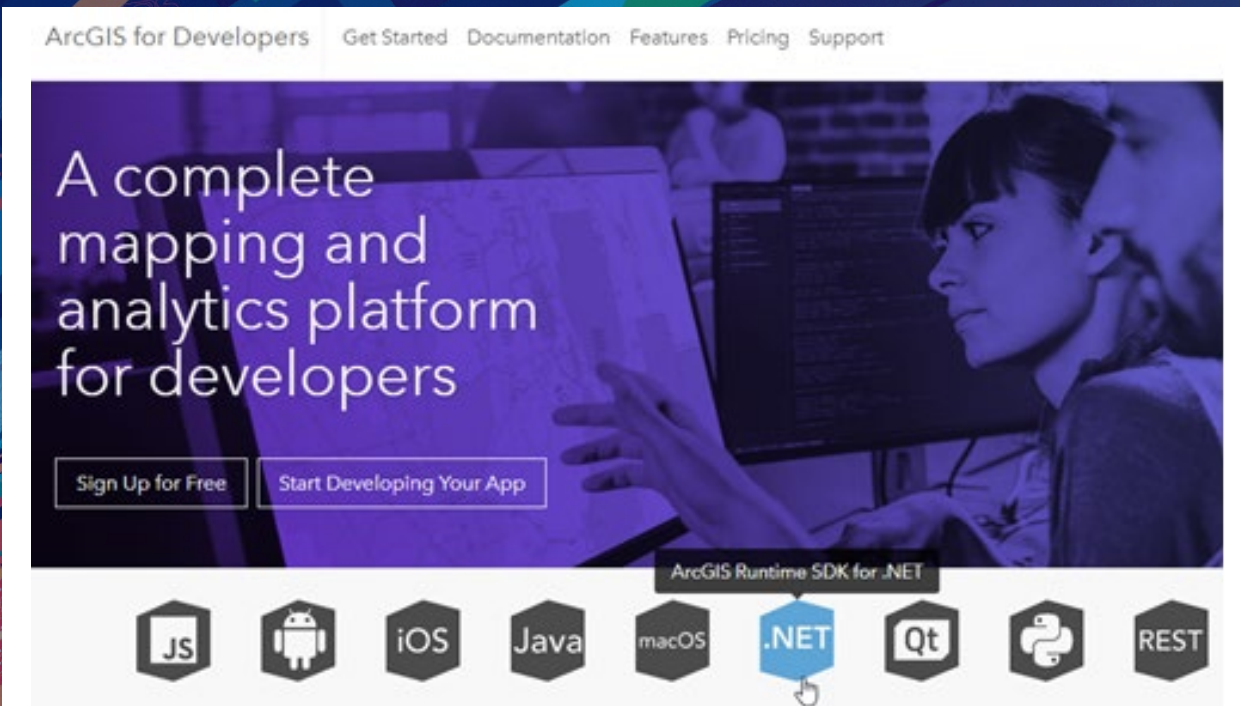 ArcGIS for Developers Get Started Documentation Features Pricing Support
A complete
mapping and
analytics platform
for developers
Sign Up for Free Start Developing Your App
ArcGIS Runtime SDK for .NET
JS iOS Java macOS .NET Qt REST